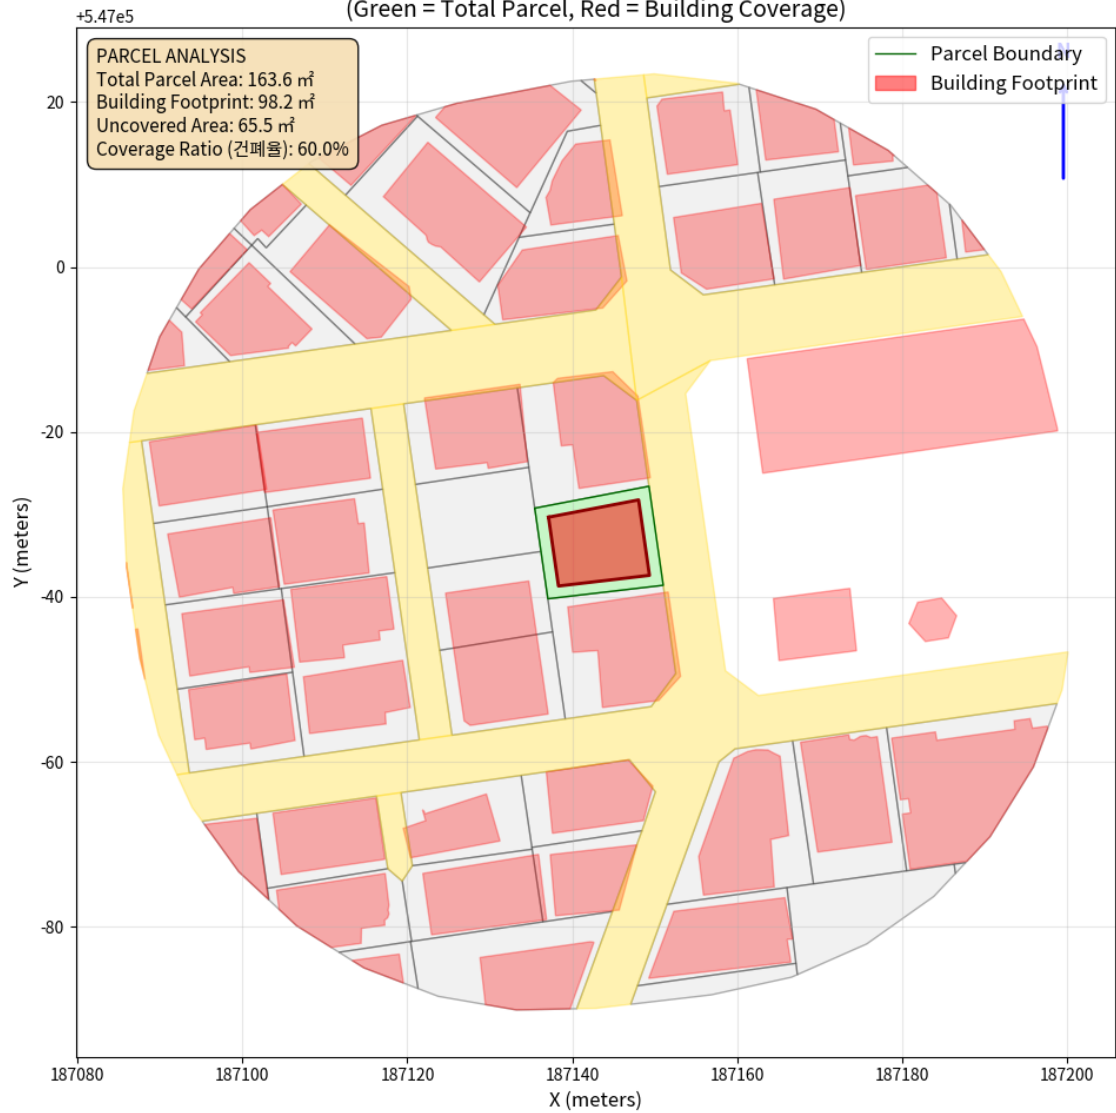 (Green = Total Parcel, Red = Building Coverage)
+5.47e5
PARCEL ANALYSIS
Total Parcel Area: 163.6 ㎡
Building Footprint: 98.2 ㎡
Uncovered Area: 65.5 ㎡
Coverage Ratio (건폐율): 60.0%
Parcel Boundary
Building Footprint
N
20
0
-20
-40
-60
-80
Y (meters)
187080
187100
187120
187140
187160
187180
187200
X (meters)